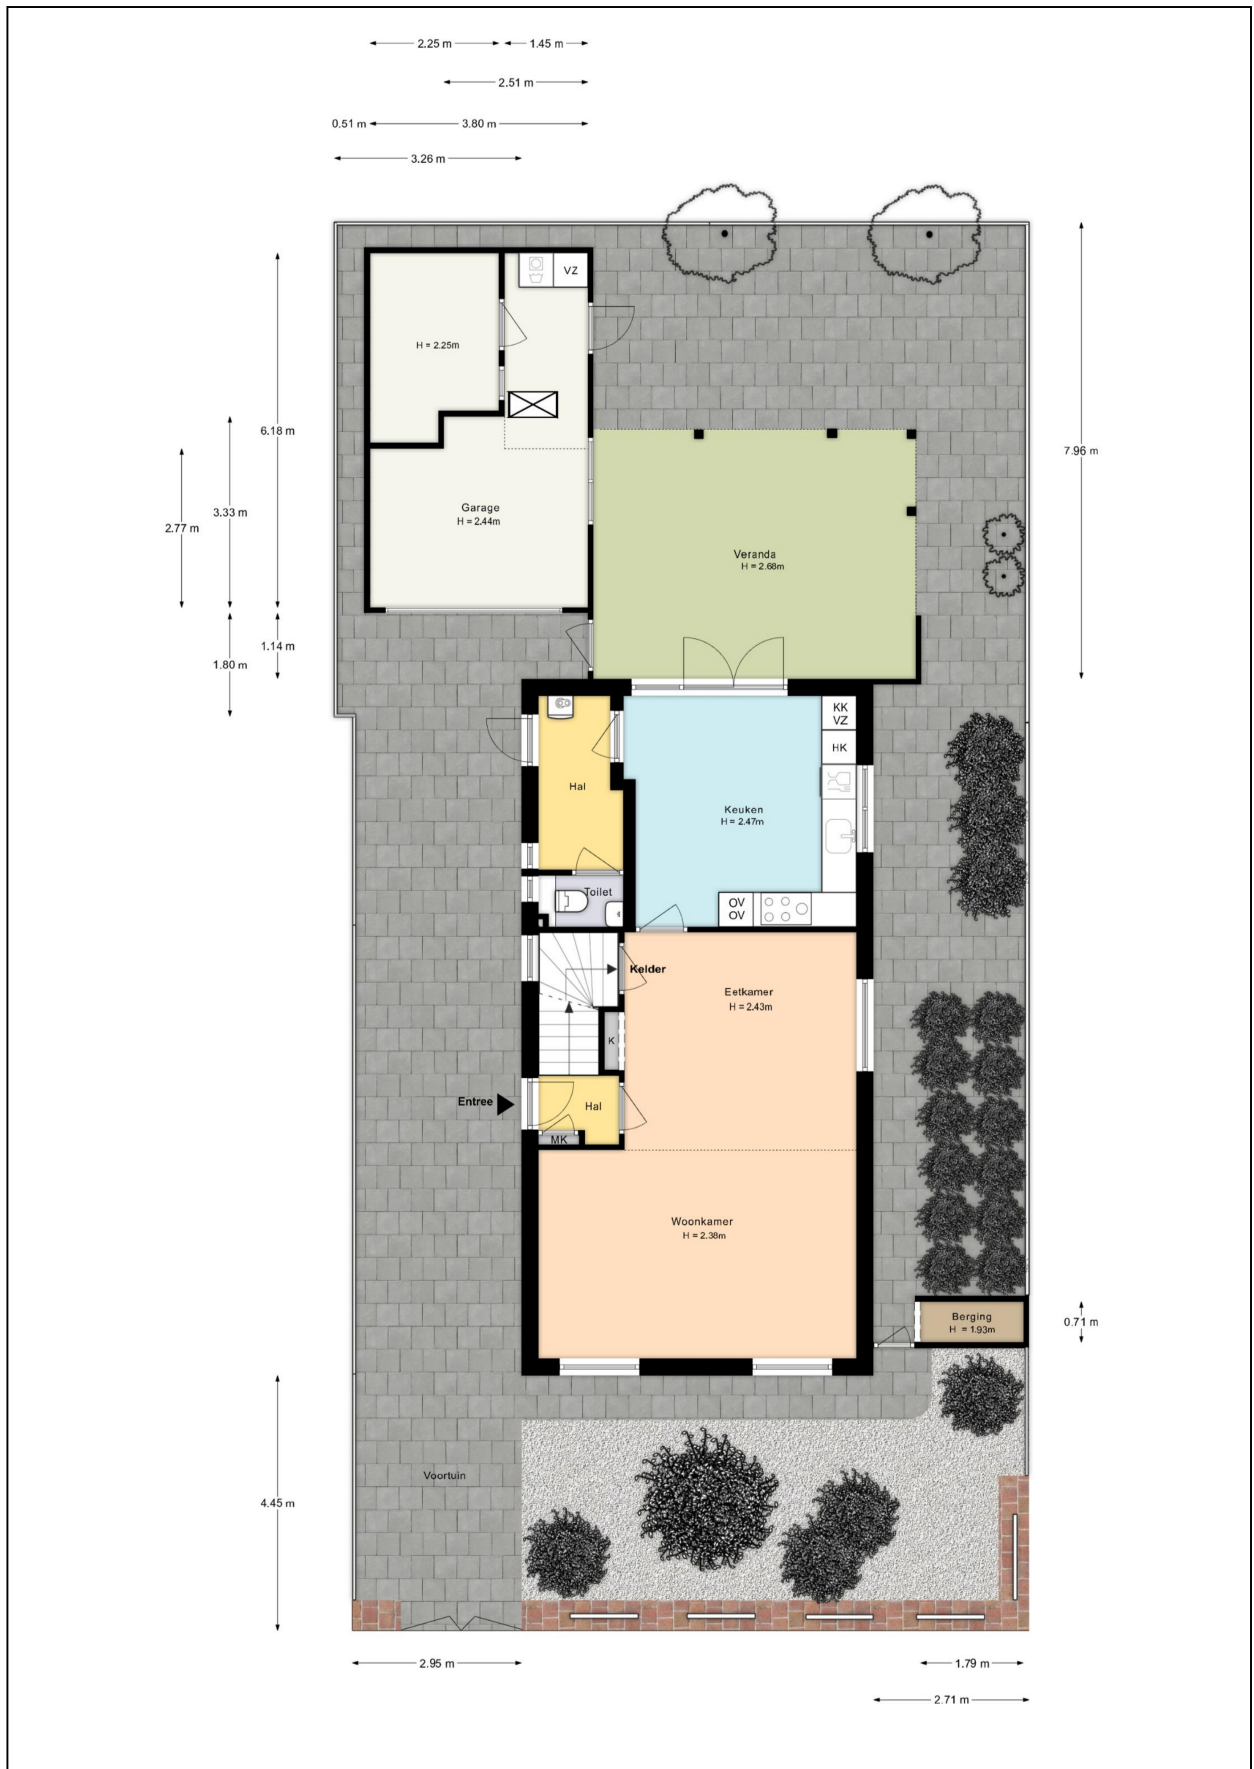 2.25 m
1.45 m
2.51 m
0.51 m
3.80 m
3.26 m
VZ
H = 2.25m
6.18 m
7.96 m
3.33 m
2.77 m
Garage
H = 2.44m
Veranda
H = 2.68m
1.14 m
1.80 m
KK
VZ
HK
Hal
Keuken
H = 2.47m
Toilet
OV
OV
Kelder
Eetkamer
H = 2.43m
K
Entree
Hal
MK
Woonkamer
H = 2.38m
Berging
H = 1.93m
0.71 m
Voortuin
4.45 m
2.95 m
1.79 m
2.71 m